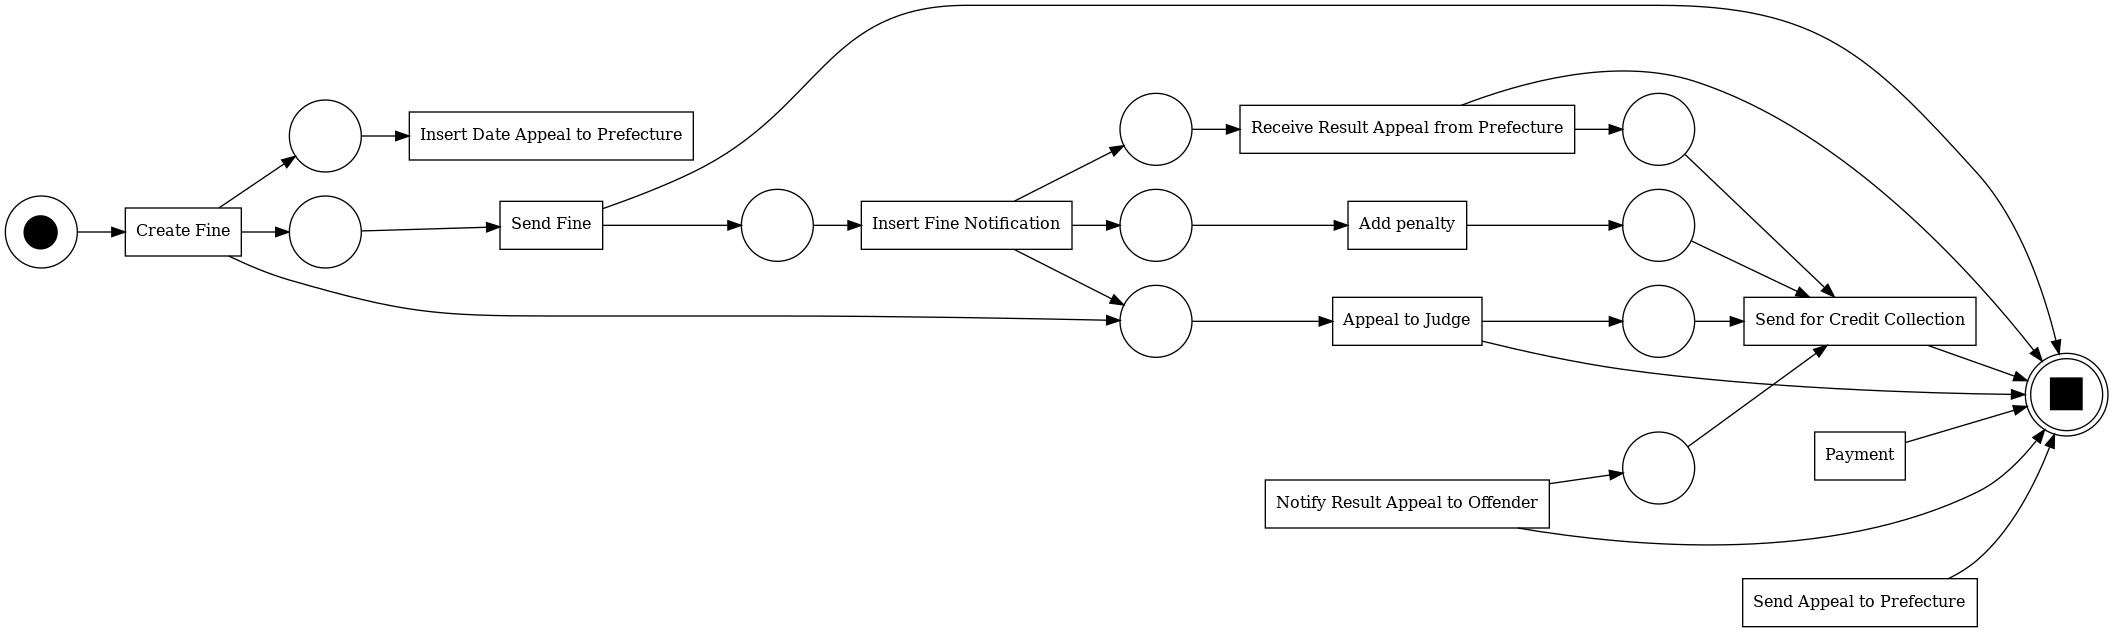 Create Fine
Insert Date Appeal to Prefecture
Send Fine
Insert Fine Notification
Receive Result Appeal from Prefecture
Add penalty
Appeal to Judge
Send for Credit Collection
Payment
Notify Result Appeal to Offender
Send Appeal to Prefecture